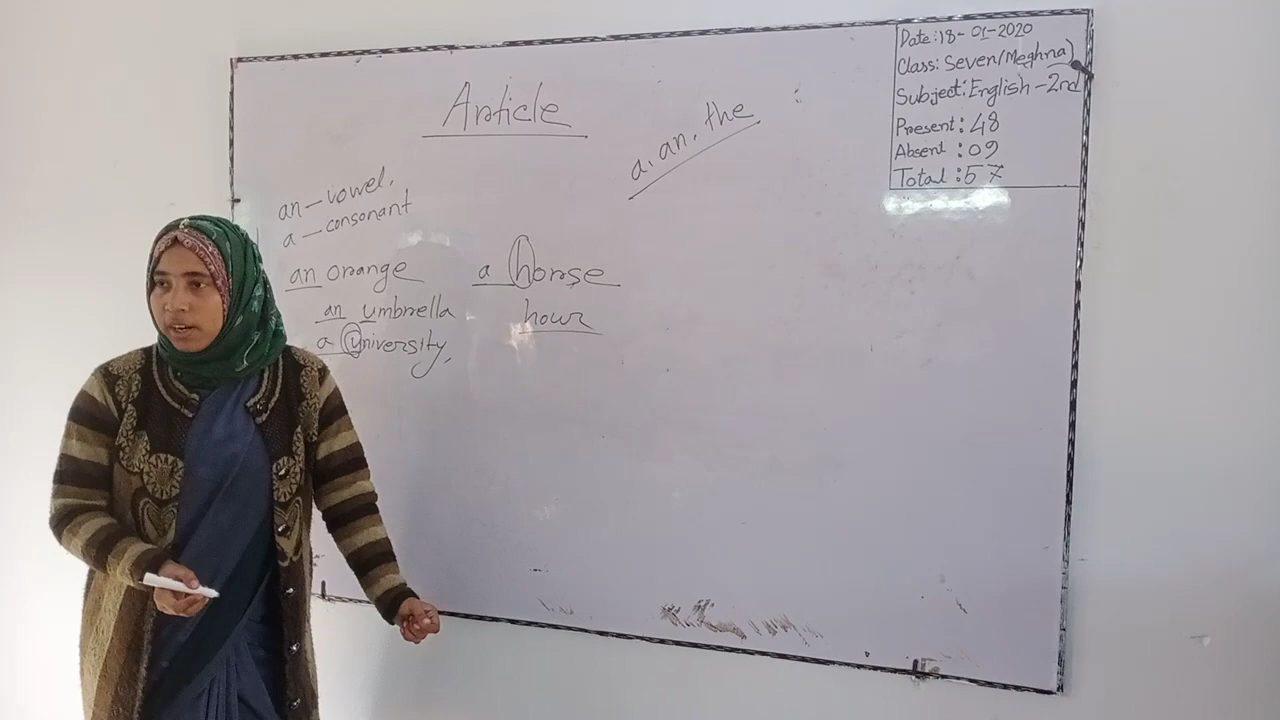 Article
a, an, the
an – vowel,
a – consonant
an orange
an umbrella
a university,
a horse
hour
Date: 18-01-2020
Class: Seven (Meghna)
Subject: English – 2nd
Present: 48
Absent: 09
Total: 57